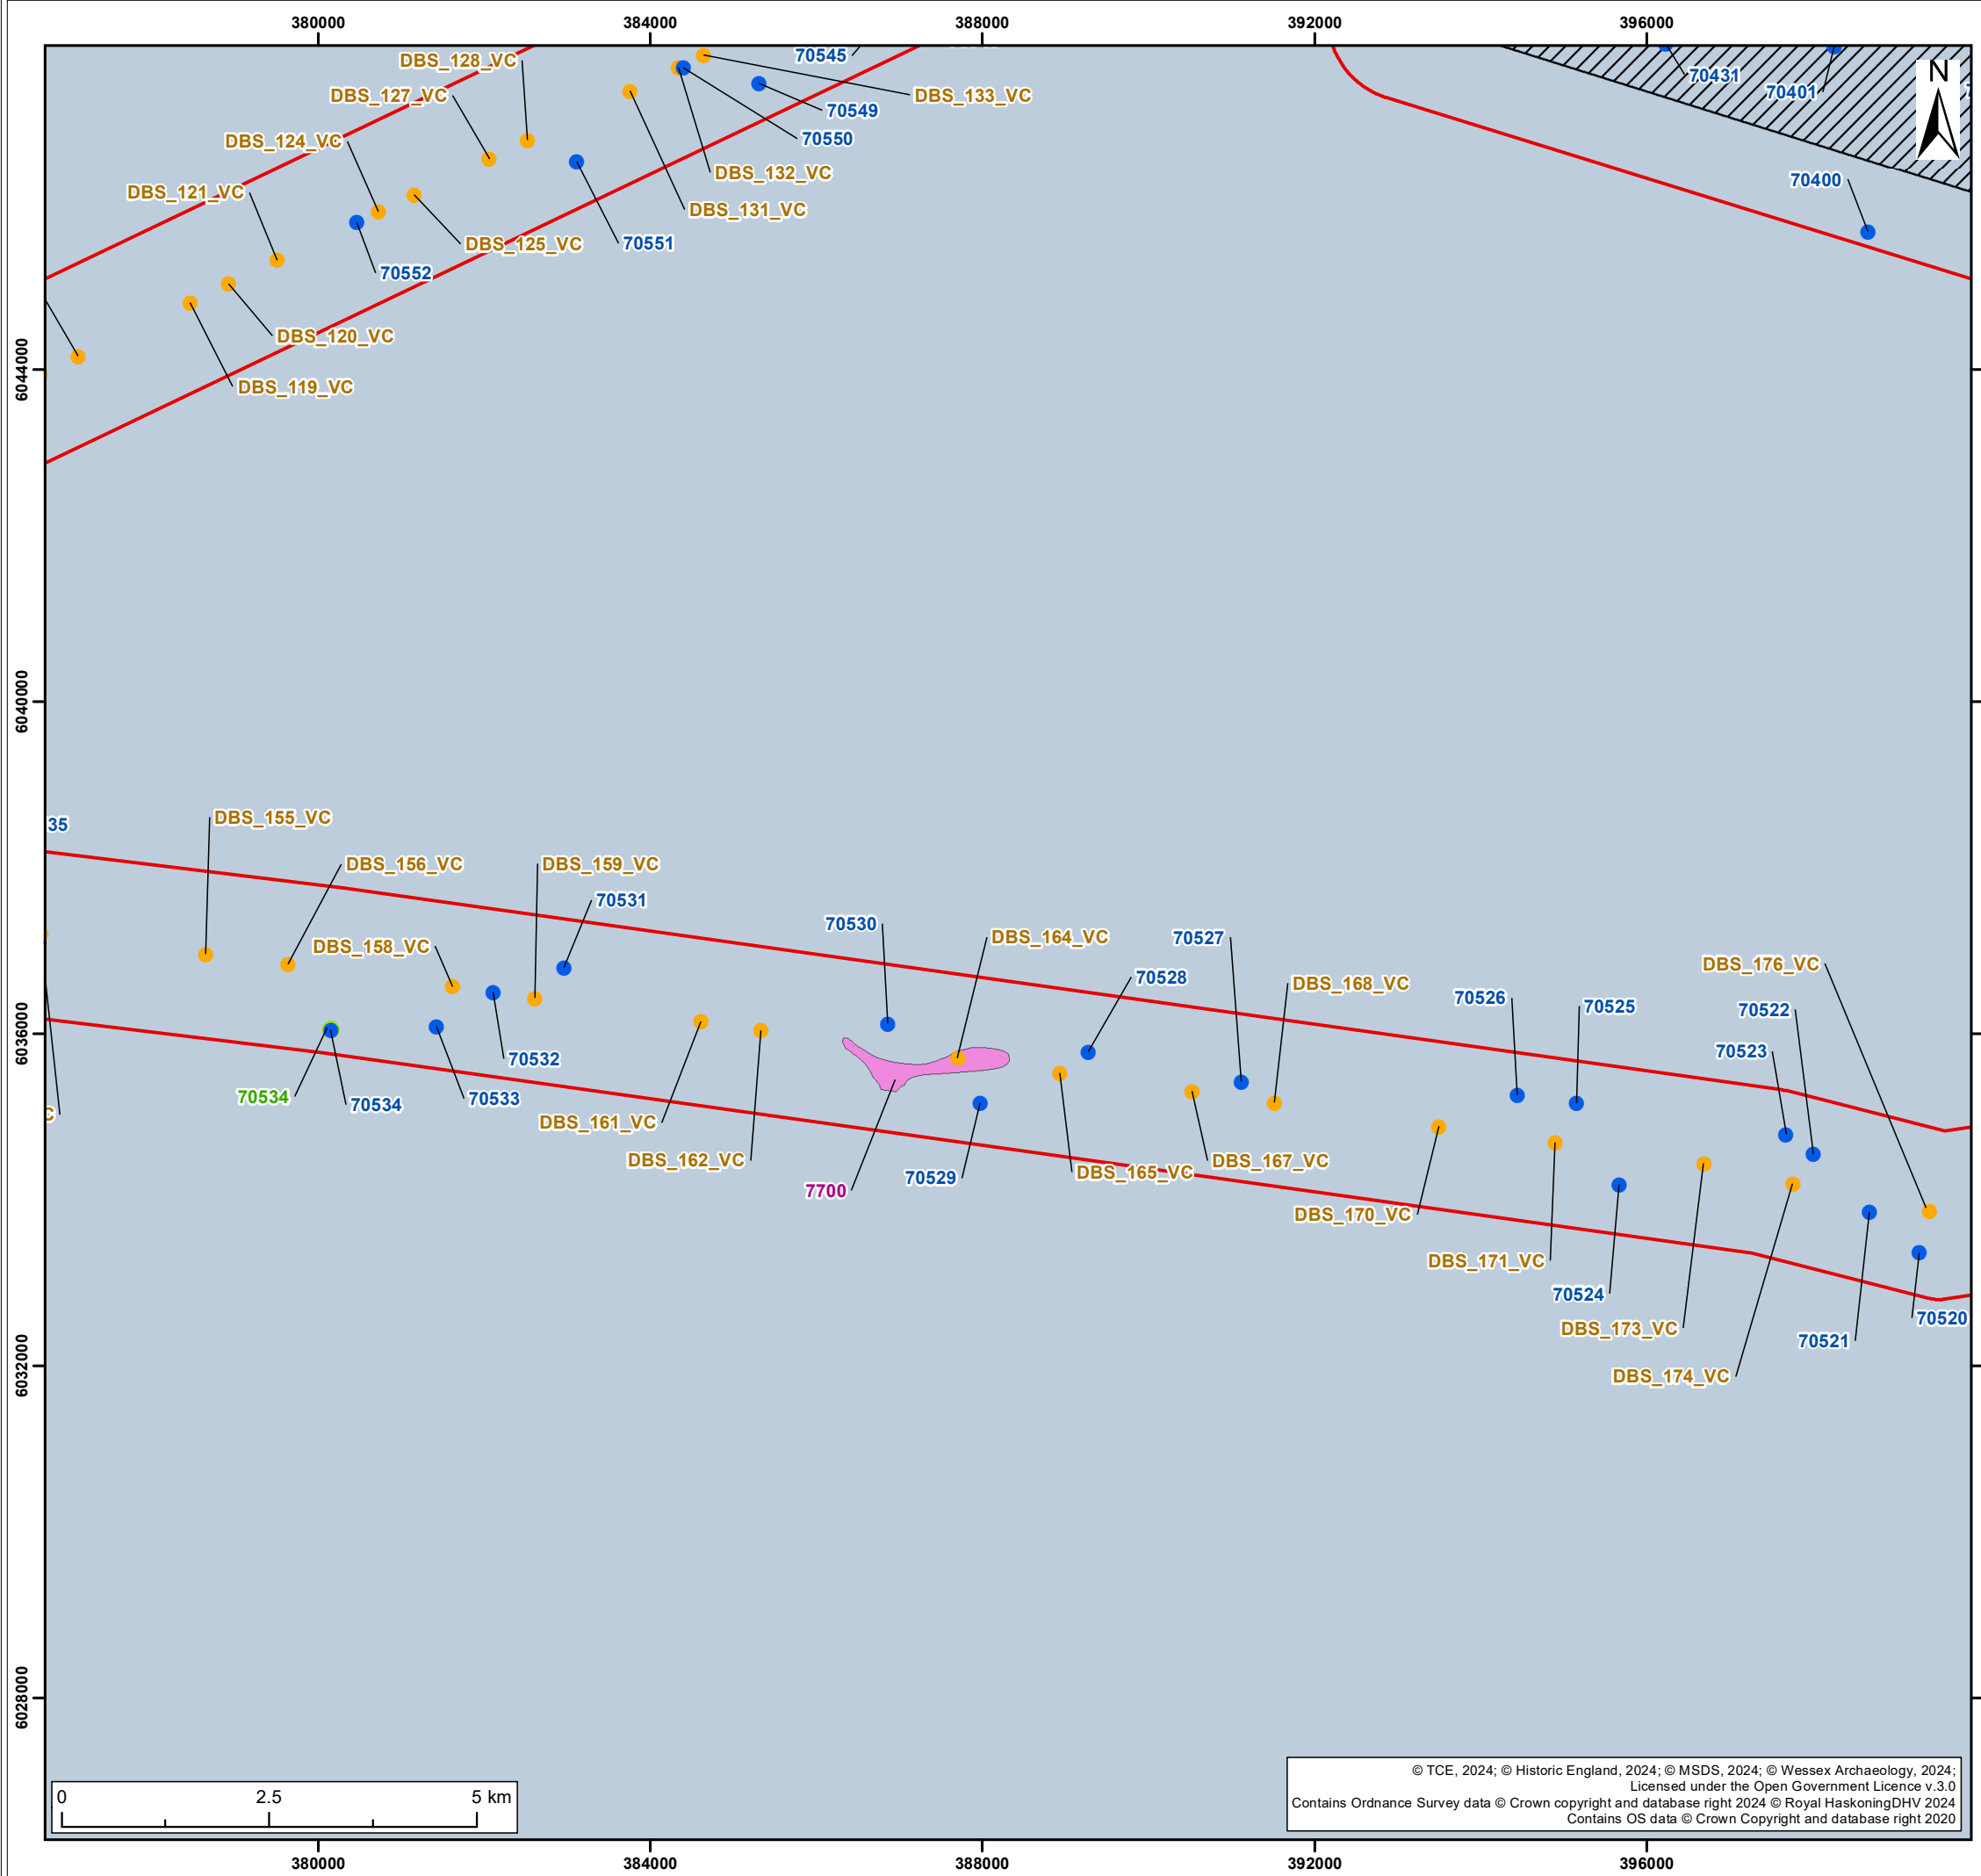 380000 384000 388000 392000 396000
N
DBS_128_VC
70545
70431
70401
DBS_127_VC
DBS_133_VC
70549
DBS_124_VC
70550
DBS_132_VC
70400
DBS_121_VC
DBS_131_VC
DBS_125_VC
70551
70552
DBS_120_VC
6044000
DBS_119_VC
6040000
DBS_155_VC
35
DBS_156_VC
DBS_159_VC
70531
70530
DBS_164_VC
70527
DBS_158_VC
DBS_176_VC
70528
DBS_168_VC
70526
70525
70522
6036000
70532
70523
70534
70534
70533
C
DBS_161_VC
DBS_162_VC
DBS_167_VC
DBS_165_VC
70529
7700
DBS_170_VC
DBS_171_VC
70524
70520
DBS_173_VC
70521
6032000
DBS_174_VC
6028000
0 2.5 5 km
© TCE, 2024; © Historic England, 2024; © MSDS, 2024; © Wessex Archaeology, 2024;
Licensed under the Open Government Licence v.3.0
Contains Ordnance Survey data © Crown copyright and database right 2024 © Royal HaskoningDHV 2024
Contains OS data © Crown Copyright and database right 2020
380000 384000 388000 392000 396000